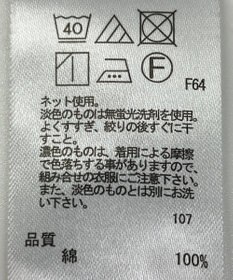 40
F
F64
ネット使用。
淡色のものは無蛍光洗剤を使用。
よくすすぎ、絞りの後すぐに干
すこと。
濃色のものは、着用による摩擦
で色落ちする事がありますので、
組み合せの衣服にご注意下さい。
また、淡色のものとは別にお洗
い下さい。
107
品質
綿 100%